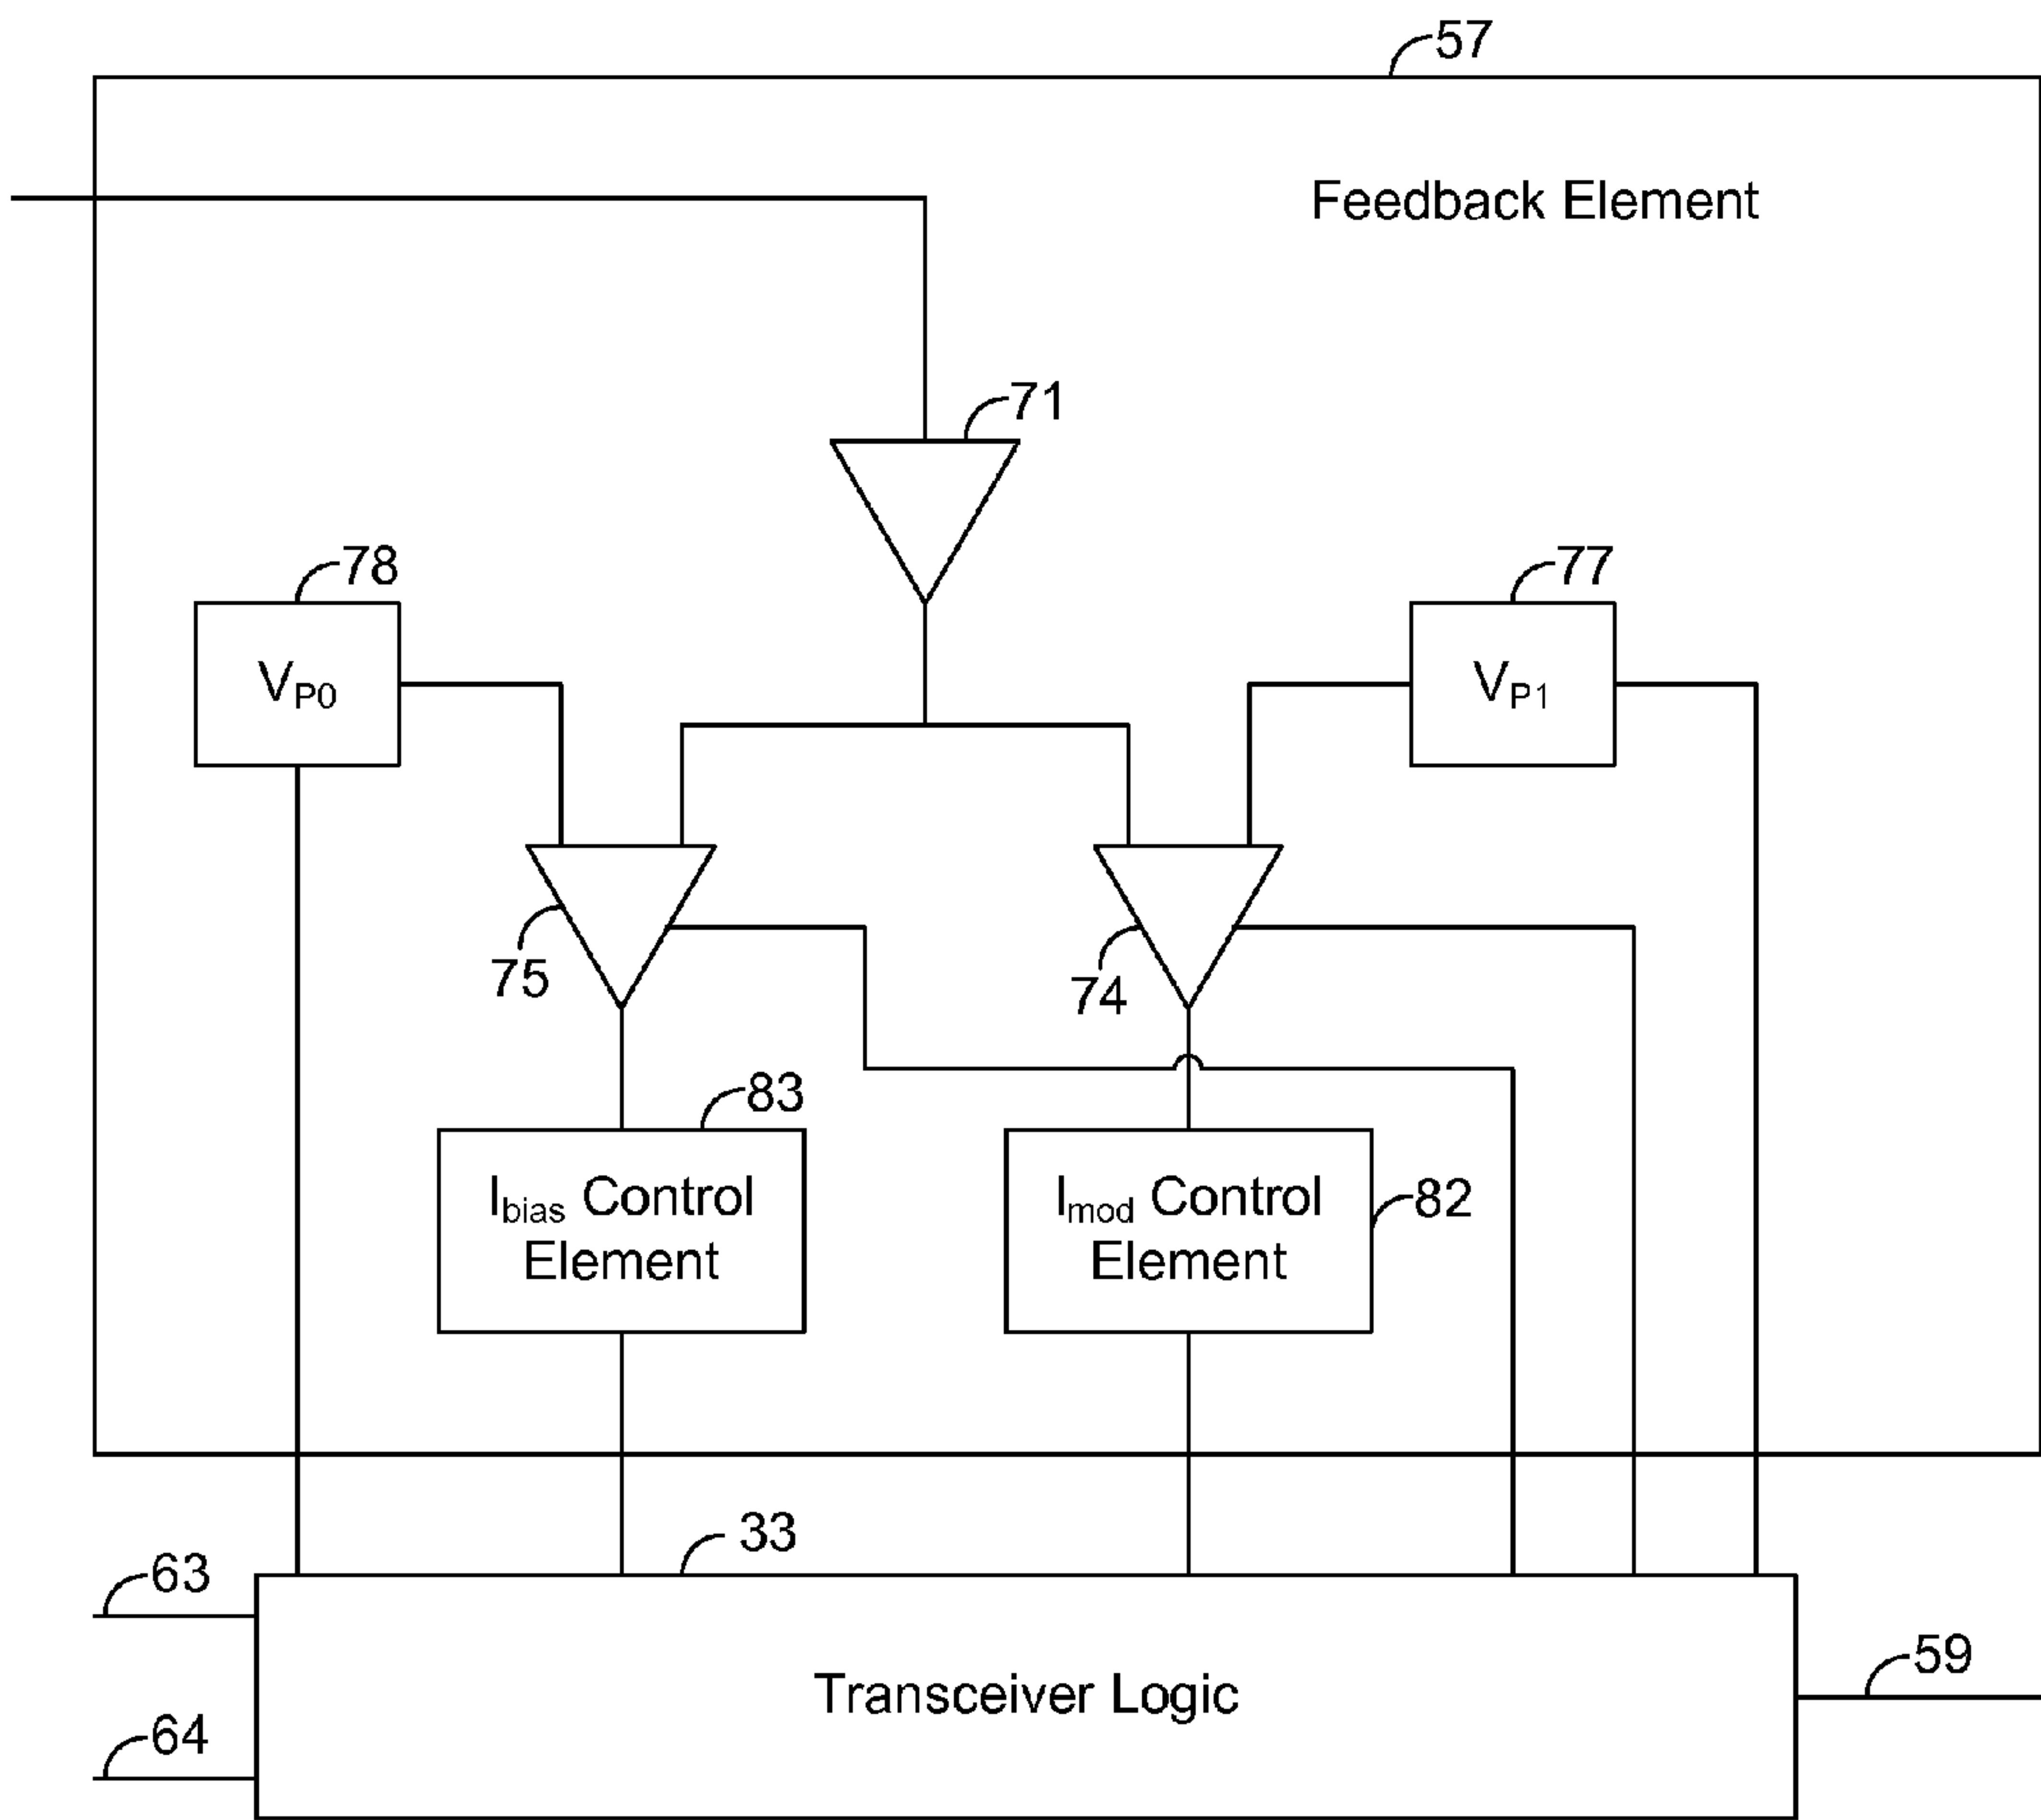 57
Feedback Element
71
78
77
VP0
VP1
75
74
83
82
Ibias Control
Element
Imod Control
Element
33
63
Transceiver Logic
59
64